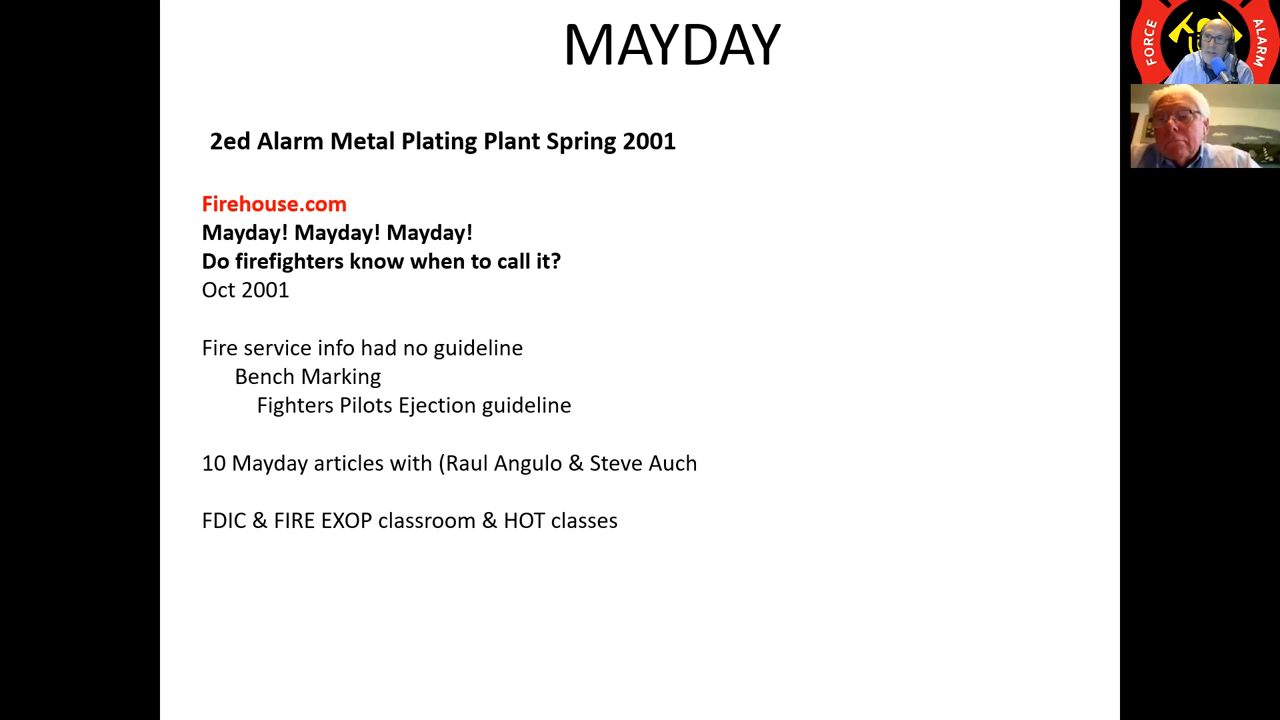 MAYDAY
2ed Alarm Metal Plating Plant Spring 2001
Firehouse.com
Mayday! Mayday! Mayday!
Do firefighters know when to call it?
Oct 2001
Fire service info had no guideline
Bench Marking
Fighters Pilots Ejection guideline
10 Mayday articles with (Raul Angulo & Steve Auch
FDIC & FIRE EXOP classroom & HOT classes
FORCE
ALARM